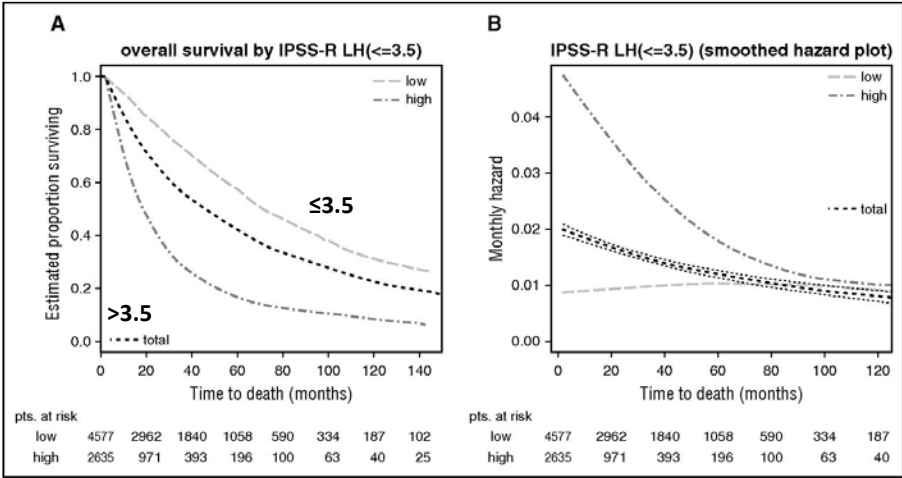 A
overall survival by IPSS-R LH(<=3.5)
Estimated proportion surviving
1.0
0.8
0.6
0.4
0.2
0.0
low
high
≤3.5
>3.5
total
0 20 40 60 80 100 120 140
Time to death (months)
pts. at risk
low 4577 2962 1840 1058 590 334 187 102
high 2635 971 393 196 100 63 40 25
B
IPSS-R LH(<=3.5) (smoothed hazard plot)
Monthly hazard
0.04
0.03
0.02
0.01
0.00
low
high
total
0 20 40 60 80 100 120
Time to death (months)
pts. at risk
low 4577 2962 1840 1058 590 334 187
high 2635 971 393 196 100 63 40